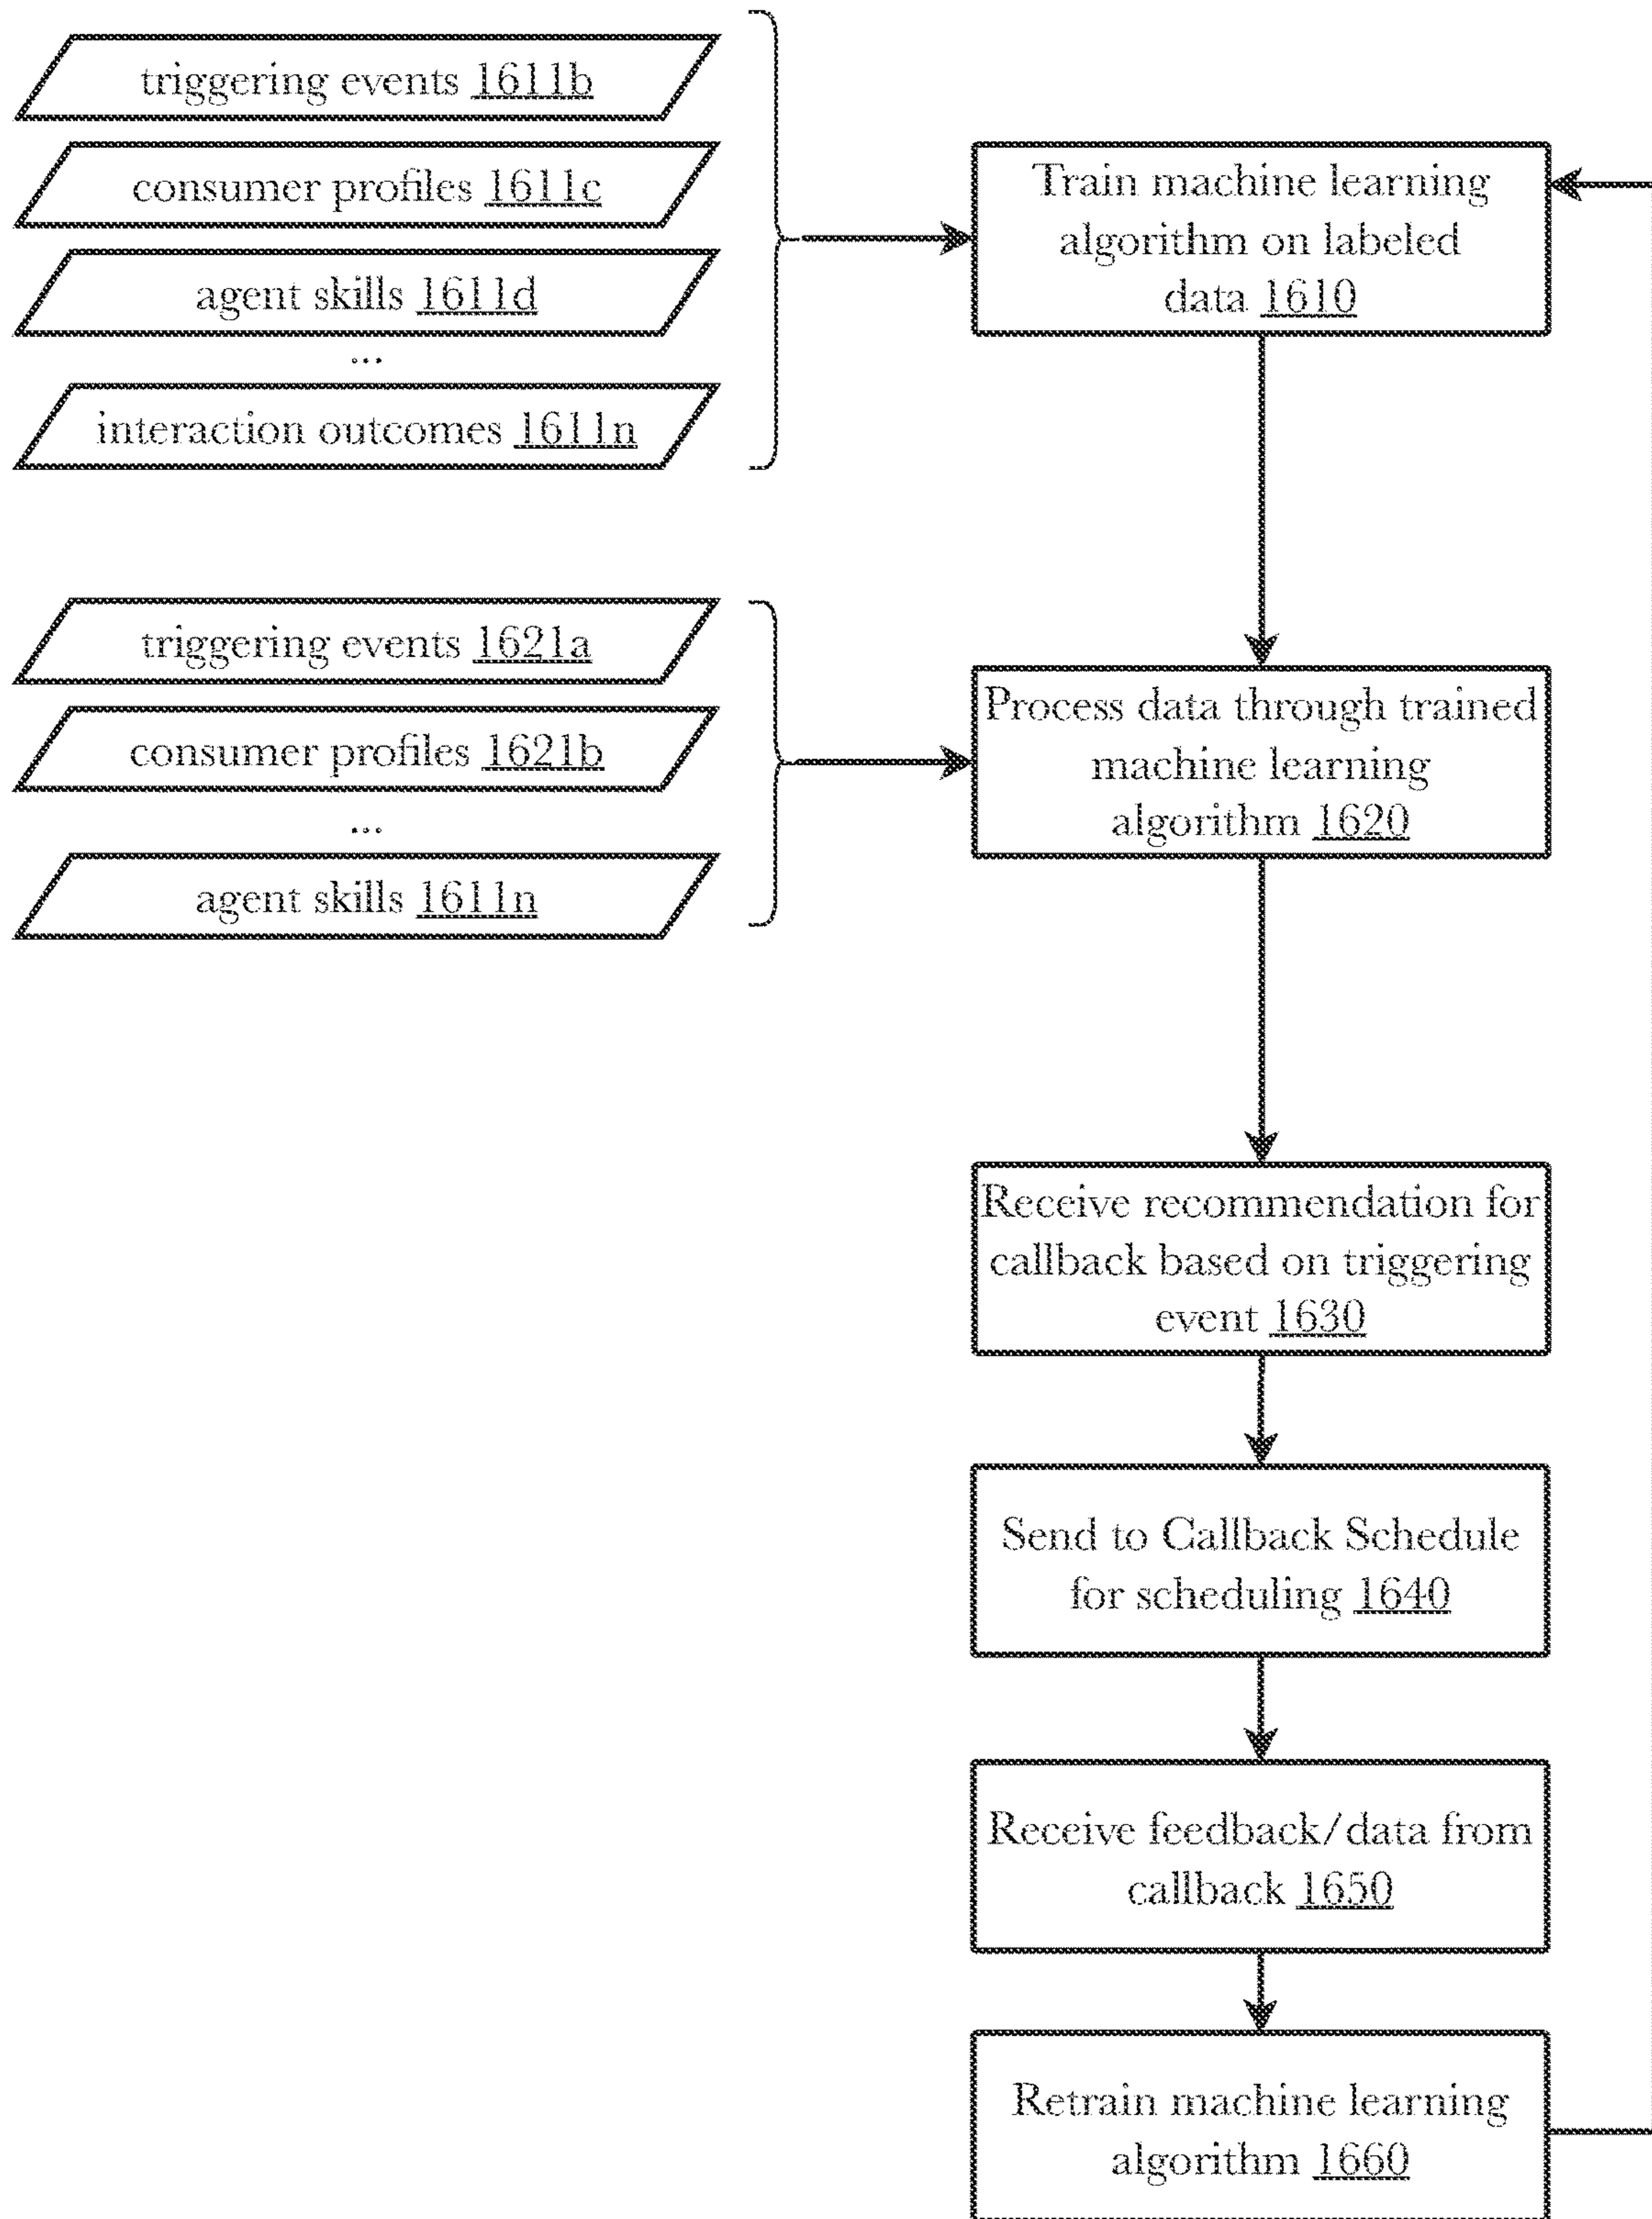 triggering events 1611b
consumer profiles 1611c
agent skills 1611d
...
interaction outcomes 1611n
Train machine learning
algorithm on labeled
data 1610
triggering events 1621a
consumer profiles 1621b
...
agent skills 1611n
Process data through trained
machine learning
algorithm 1620
Receive recommendation for
callback based on triggering
event 1630
Send to Callback Schedule
for scheduling 1640
Receive feedback/data from
callback 1650
Retrain machine learning
algorithm 1660